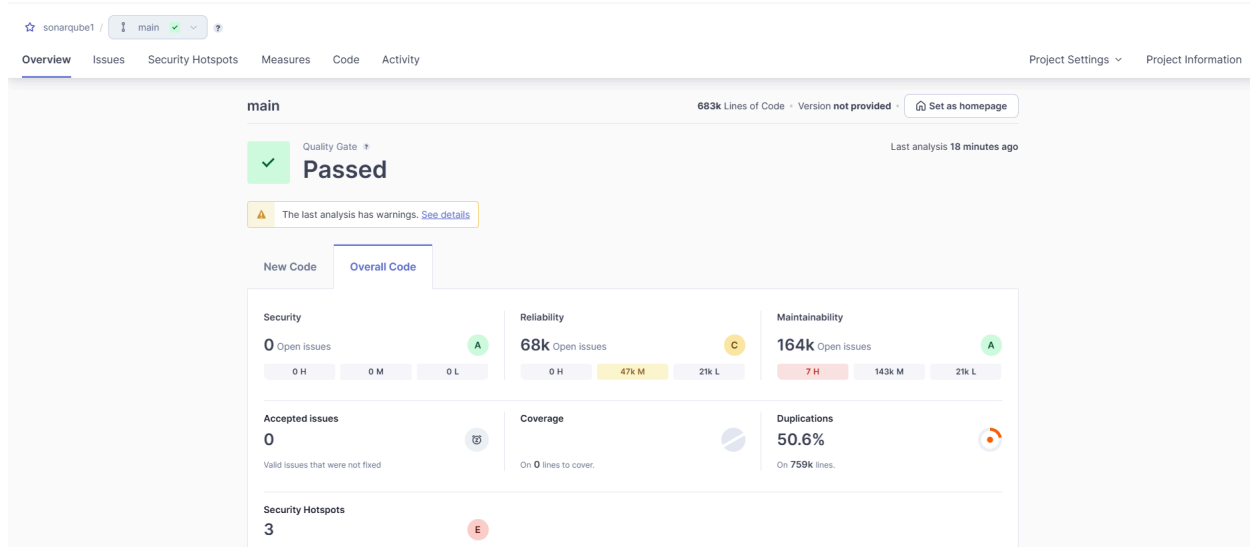 sonarqube1 / main ?
Overview Issues Security Hotspots Measures Code Activity Project Settings Project Information
main 683k Lines of Code • Version not provided • Set as homepage
Quality Gate ? Last analysis 18 minutes ago
Passed
The last analysis has warnings. See details
New Code Overall Code
Security Reliability Maintainability
0 Open issues A 68k Open issues C 164k Open issues A
0 H 0 M 0 L 0 H 47k M 21k L 7 H 143k M 21k L
Accepted issues Coverage Duplications
0 50.6%
Valid issues that were not fixed On 0 lines to cover. On 759k lines.
Security Hotspots
3 E